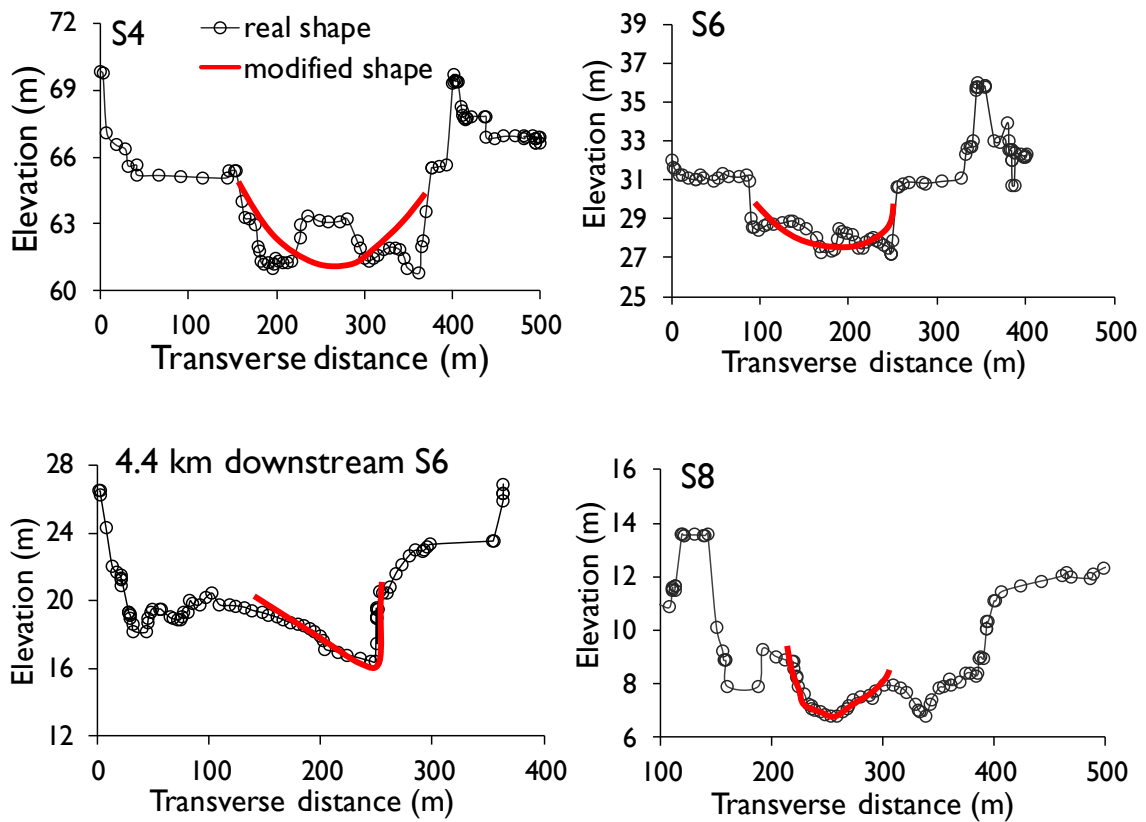 S4
real shape
modified shape
Elevation (m)
72
69
66
63
60
0 100 200 300 400 500
Transverse distance (m)
S6
Elevation (m)
39
37
35
33
31
29
27
25
0 100 200 300 400 500
Transverse distance (m)
4.4 km downstream S6
Elevation (m)
28
24
20
16
12
0 100 200 300 400
Transverse distance (m)
S8
Elevation (m)
16
14
12
10
8
6
100 200 300 400 500
Transverse distance (m)